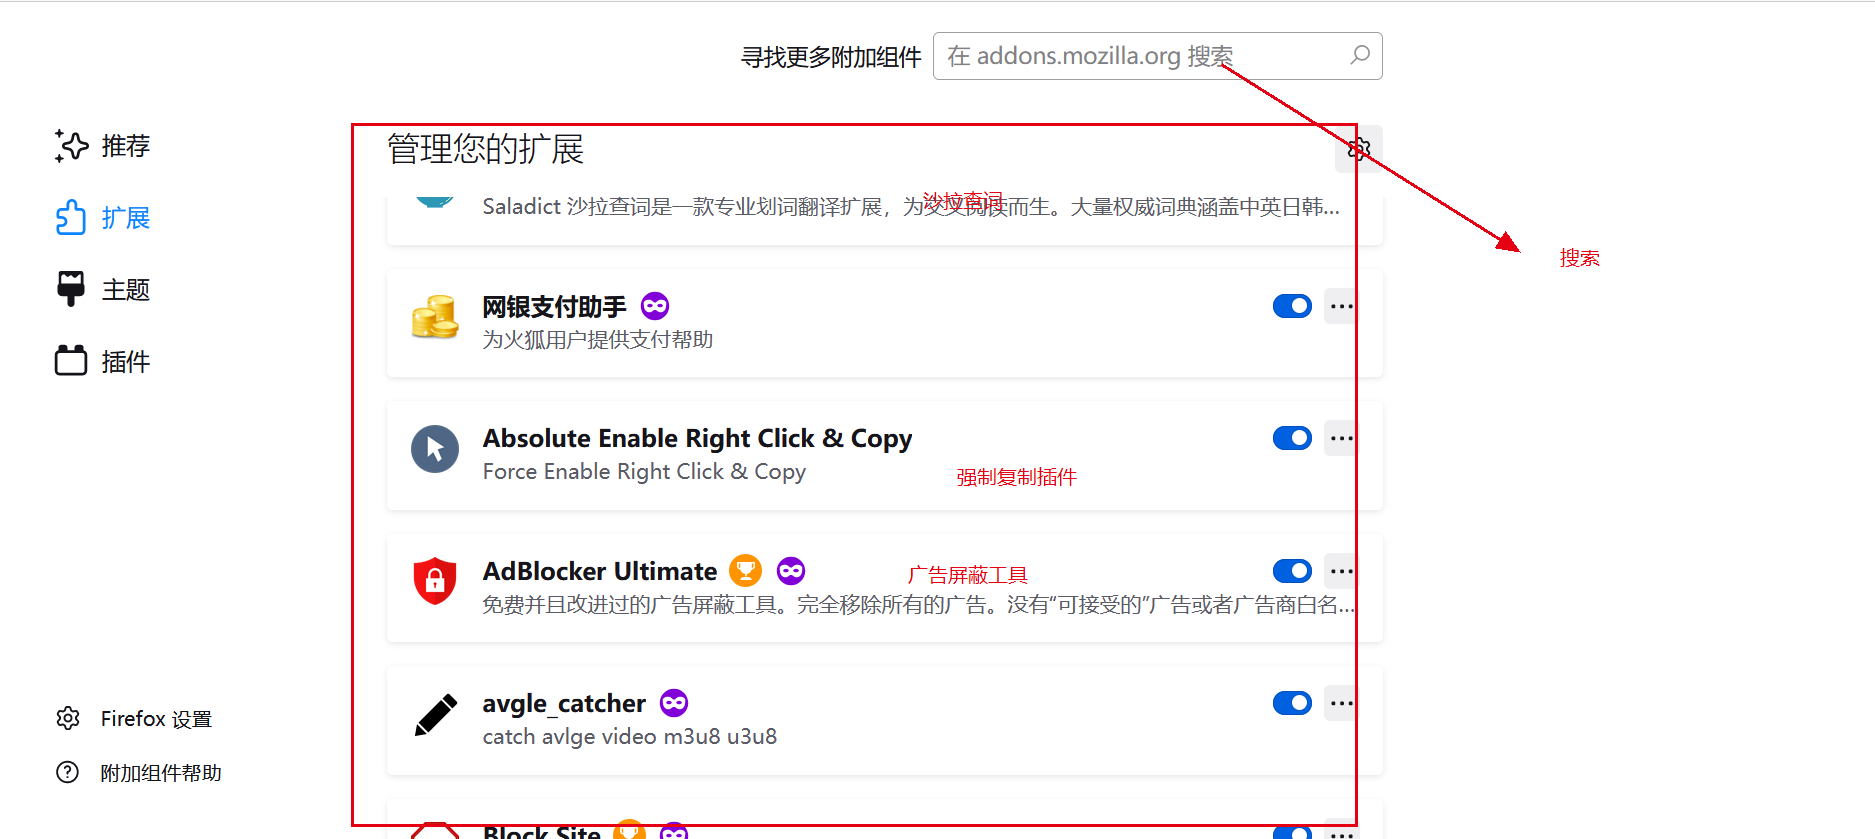 寻找更多附加组件
在 addons.mozilla.org 搜索
推荐
扩展
主题
插件
Firefox 设置
附加组件帮助
管理您的扩展
沙拉查词
Saladict 沙拉查词是一款专业划词翻译扩展，为交叉阅读而生。大量权威词典涵盖中英日韩...
搜索
网银支付助手
为火狐用户提供支付帮助
Absolute Enable Right Click & Copy
Force Enable Right Click & Copy
强制复制插件
AdBlocker Ultimate
广告屏蔽工具
免费并且改进过的广告屏蔽工具。完全移除所有的广告。没有“可接受的”广告或者广告商白名...
avgle_catcher
catch avlge video m3u8 u3u8
Block Site